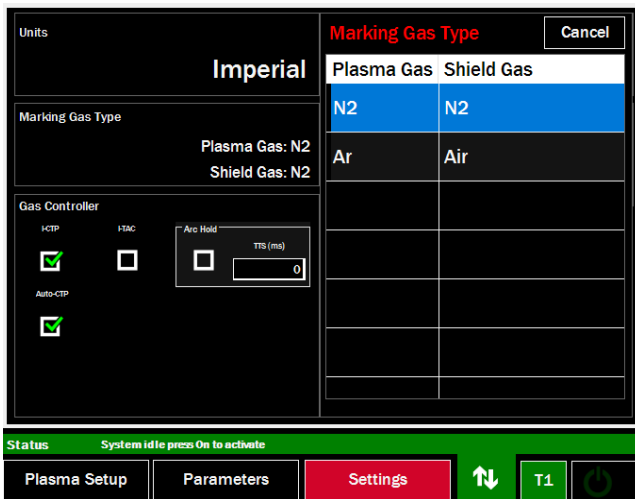 Units
Imperial
Marking Gas Type
Plasma Gas: N2
Shield Gas: N2
Gas Controller
I-CTP
I-TAC
Arc Hold
TTS (ms)
0
Auto-CTP
Marking Gas Type
Cancel
Plasma Gas Shield Gas
N2 N2
Ar Air
Status System idle press On to activate
Plasma Setup Parameters Settings T1